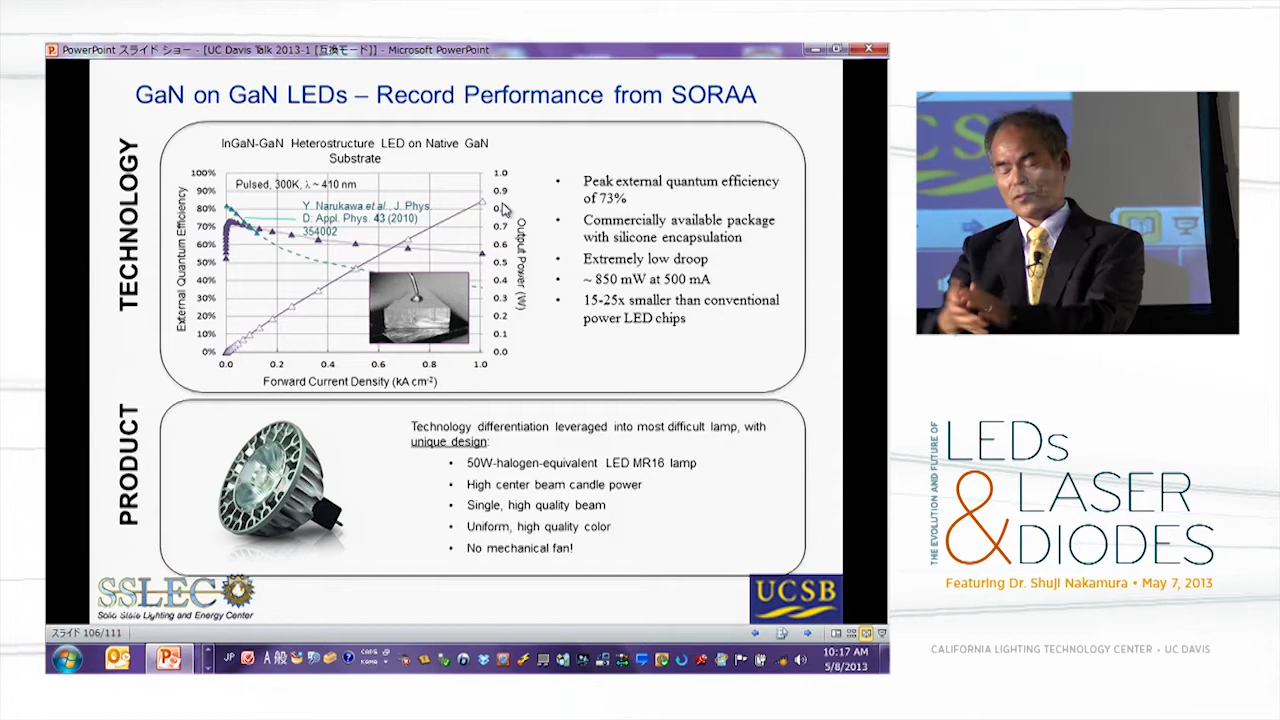 PowerPoint スライド ショー - [UC Davis Talk 2013-1 [互換モード]] - Microsoft PowerPoint
GaN on GaN LEDs – Record Performance from SORAA
TECHNOLOGY
InGaN-GaN Heterostructure LED on Native GaN
Substrate
Pulsed, 300K, λ ~ 410 nm
Y. Narukawa et al., J. Phys.
D: Appl. Phys. 43 (2010)
354002
External Quantum Efficiency
100%
90%
80%
70%
60%
50%
40%
30%
20%
10%
0%
1.0
0.9
0.7
0.6
0.5
0.4
0.3
0.2
0.1
0.0
Output Power (W)
0.0 0.2 0.4 0.6 0.8 1.0
Forward Current Density (kA cm-2)
• Peak external quantum efficiency
of 73%
• Commercially available package
with silicone encapsulation
• Extremely low droop
• ~ 850 mW at 500 mA
• 15-25x smaller than conventional
power LED chips
PRODUCT
Technology differentiation leveraged into most difficult lamp, with
unique design:
• 50W-halogen-equivalent LED MR16 lamp
• High center beam candle power
• Single, high quality beam
• Uniform, high quality color
• No mechanical fan!
SSLEC
Solid State Lighting and Energy Center
UCSB
スライド 106/111
JP
A 般
CAPS
KANA
10:17 AM
5/8/2013
UCS
THE EVOLUTION AND FUTURE OF
LEDs
& LASER
DIODES
Featuring Dr. Shuji Nakamura • May 7, 2013
CALIFORNIA LIGHTING TECHNOLOGY CENTER • UC DAVIS